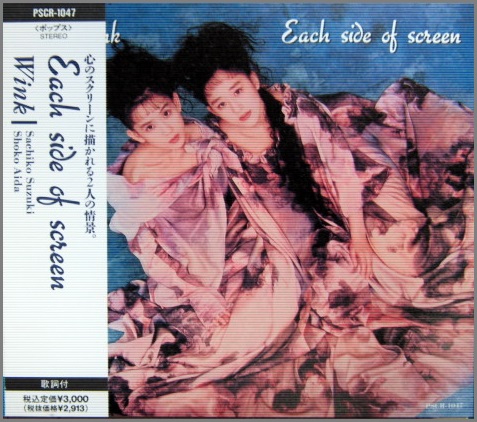 PSCR-1047
〈ポップス〉
STEREO
心のスクリーンに描かれる2人の情景。
Each side of screen
Wink
Sachiko Suzuki
Shoko Aida
歌詞付
税込定価¥3,000
(税抜価格¥2,913)
nk
Each side of screen
PSCR-1047